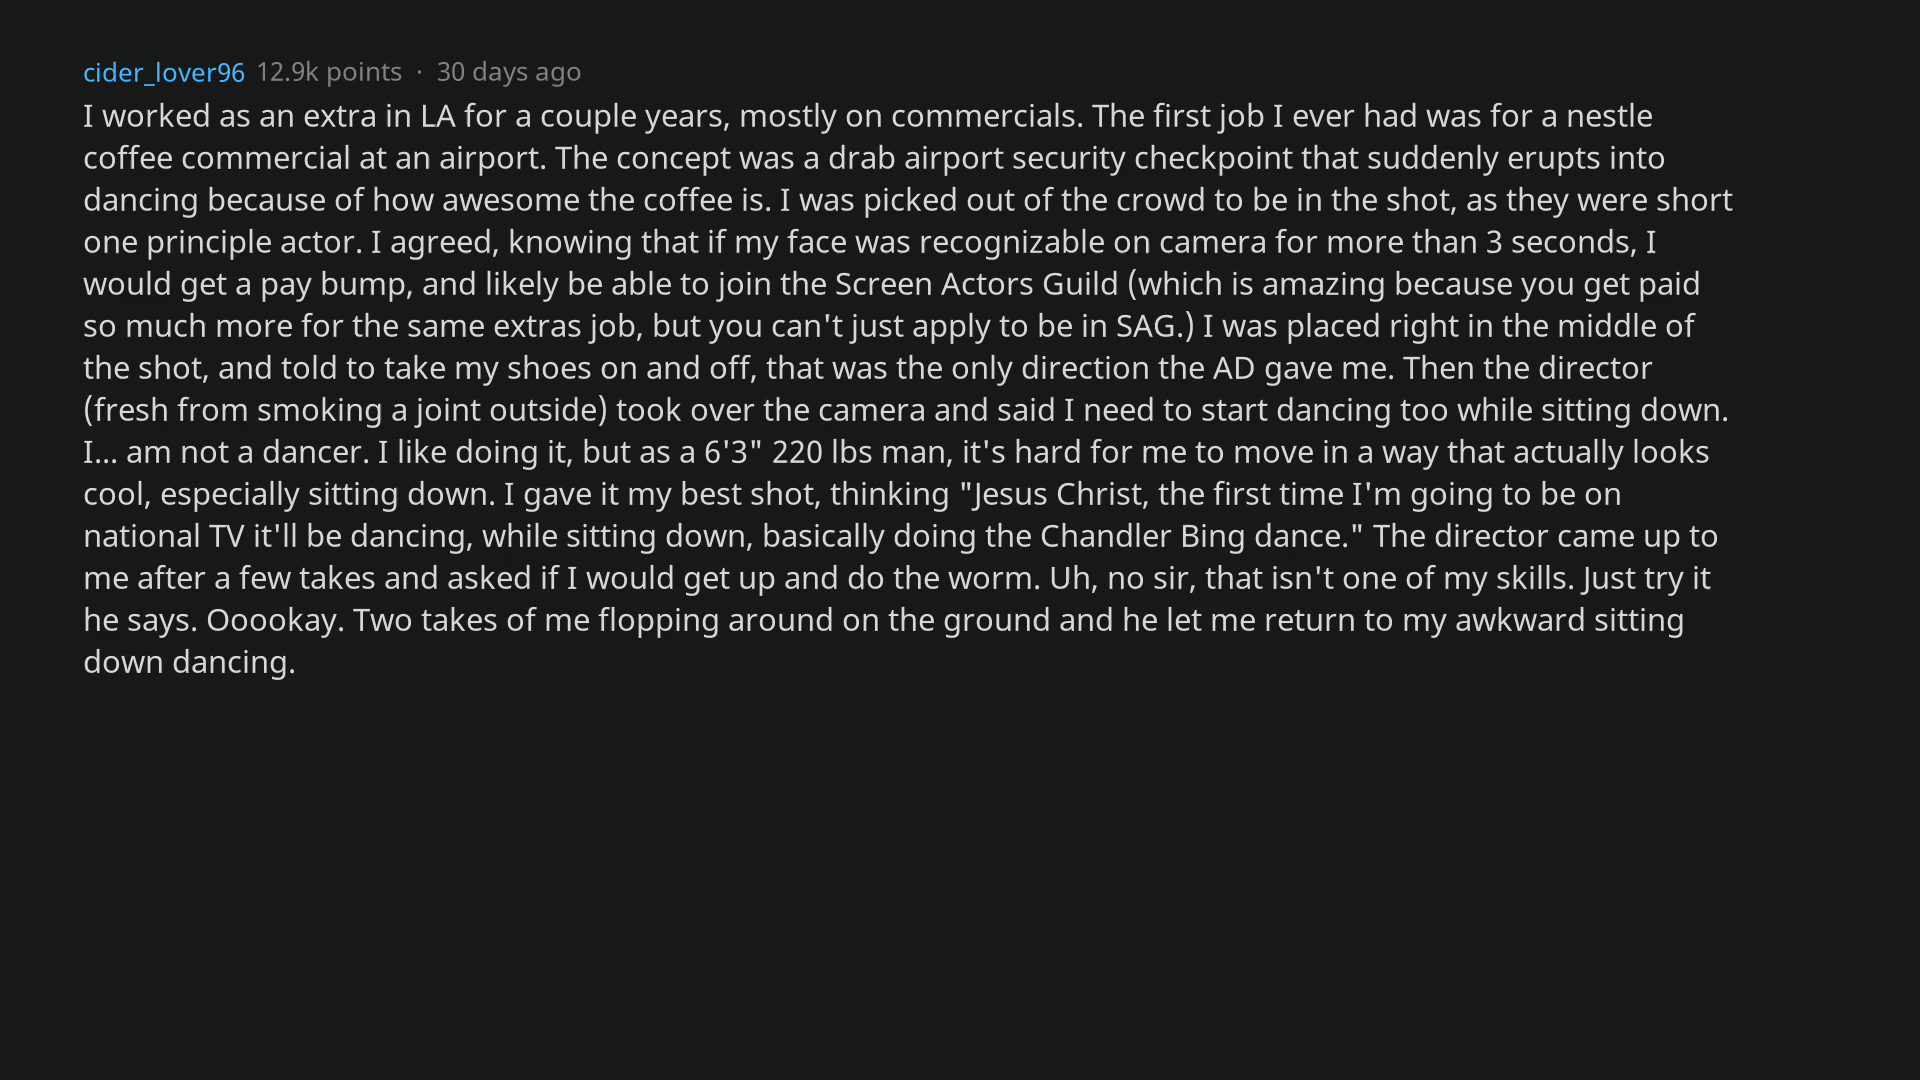 cider_lover96 12.9k points · 30 days ago
I worked as an extra in LA for a couple years, mostly on commercials. The first job I ever had was for a nestle
coffee commercial at an airport. The concept was a drab airport security checkpoint that suddenly erupts into
dancing because of how awesome the coffee is. I was picked out of the crowd to be in the shot, as they were short
one principle actor. I agreed, knowing that if my face was recognizable on camera for more than 3 seconds, I
would get a pay bump, and likely be able to join the Screen Actors Guild (which is amazing because you get paid
so much more for the same extras job, but you can't just apply to be in SAG.) I was placed right in the middle of
the shot, and told to take my shoes on and off, that was the only direction the AD gave me. Then the director
(fresh from smoking a joint outside) took over the camera and said I need to start dancing too while sitting down.
I... am not a dancer. I like doing it, but as a 6'3" 220 lbs man, it's hard for me to move in a way that actually looks
cool, especially sitting down. I gave it my best shot, thinking "Jesus Christ, the first time I'm going to be on
national TV it'll be dancing, while sitting down, basically doing the Chandler Bing dance." The director came up to
me after a few takes and asked if I would get up and do the worm. Uh, no sir, that isn't one of my skills. Just try it
he says. Ooookay. Two takes of me flopping around on the ground and he let me return to my awkward sitting
down dancing.